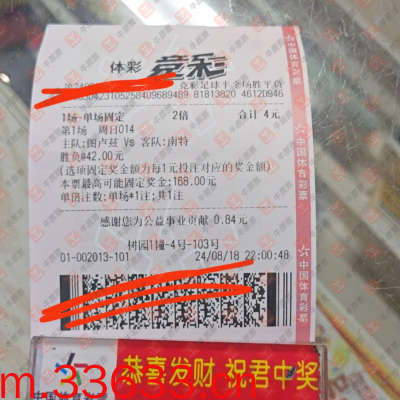 体彩 竞彩
竞彩足球半全场胜平负
1场-单场固定 2倍 合计 4元
第1场 周日014
主队:图卢兹 Vs 客队:南特
胜负@42.00元
(选项固定奖金额为每1元投注对应的奖金额)
本票最高可能固定奖金:168.00元
单倍注数:单场*1注;共1注
感谢您为公益事业贡献 0.84元
树园1幢-4号-103号
01-002013-101 24/08/18 22:00:48
恭喜发财 祝君中奖
中国体育彩票
中国体育彩票
中国体育彩票